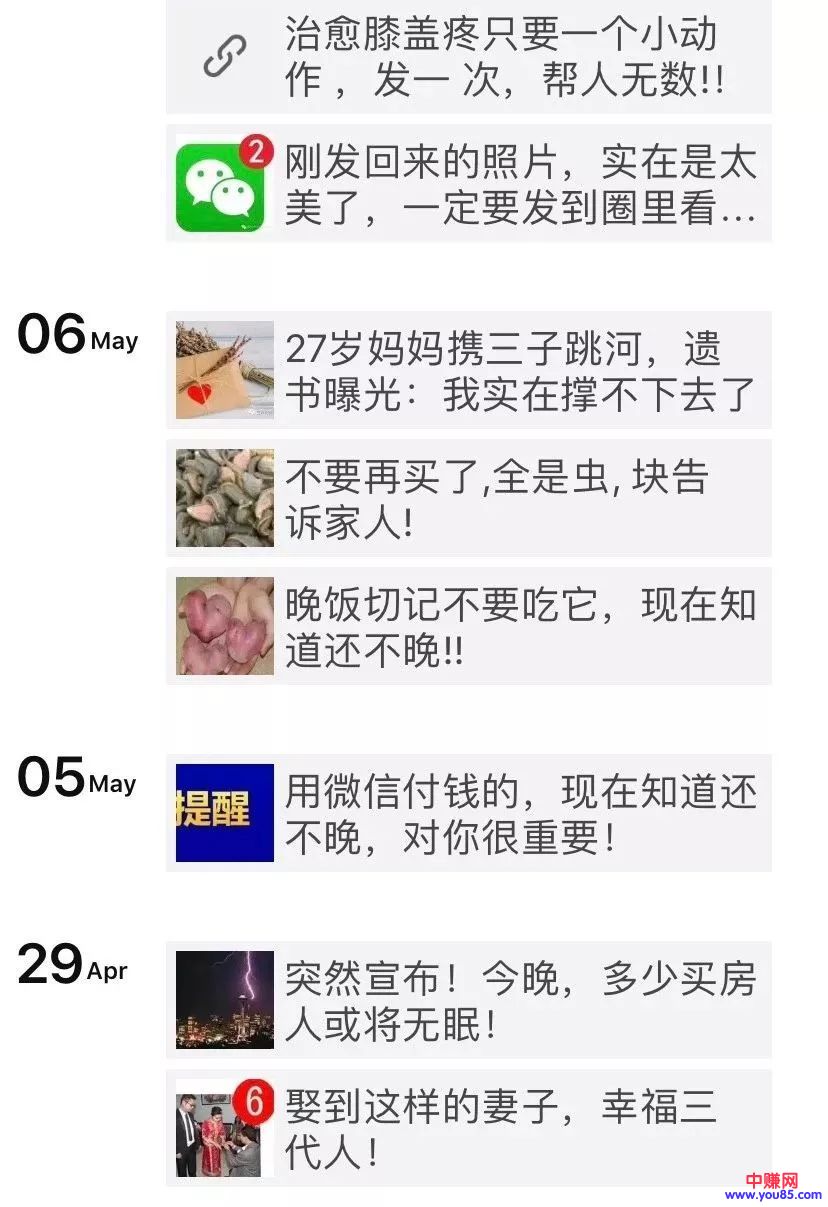 治愈膝盖疼只要一个小动
作 ，发一 次，帮人无数!!
2
刚发回来的照片，实在是太
美了，一定要发到圈里看...
06 May
27岁妈妈携三子跳河，遗
书曝光：我实在撑不下去了
不要再买了,全是虫, 块告
诉家人!
晚饭切记不要吃它，现在知
道还不晚!!
05 May
提醒
用微信付钱的，现在知道还
不晚，对你很重要！
29 Apr
突然宣布！今晚，多少买房
人或将无眠！
6
娶到这样的妻子，幸福三
代人！
中赚网
www.you85.com